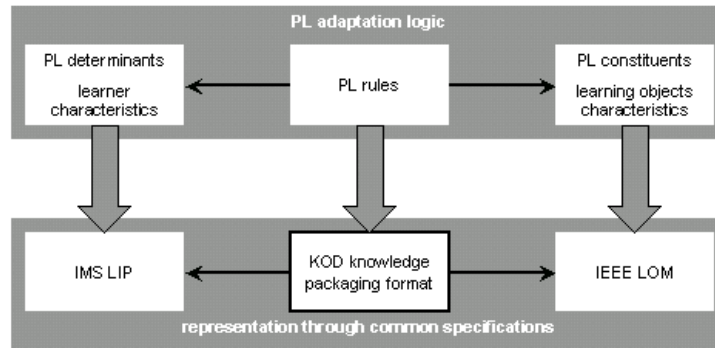 PL adaptation logic
PL determinants
learner
characteristics
PL rules
PL constituents
learning objects
characteristics
IMS LIP
KOD knowledge
packaging format
IEEE LOM
representation through common specifications